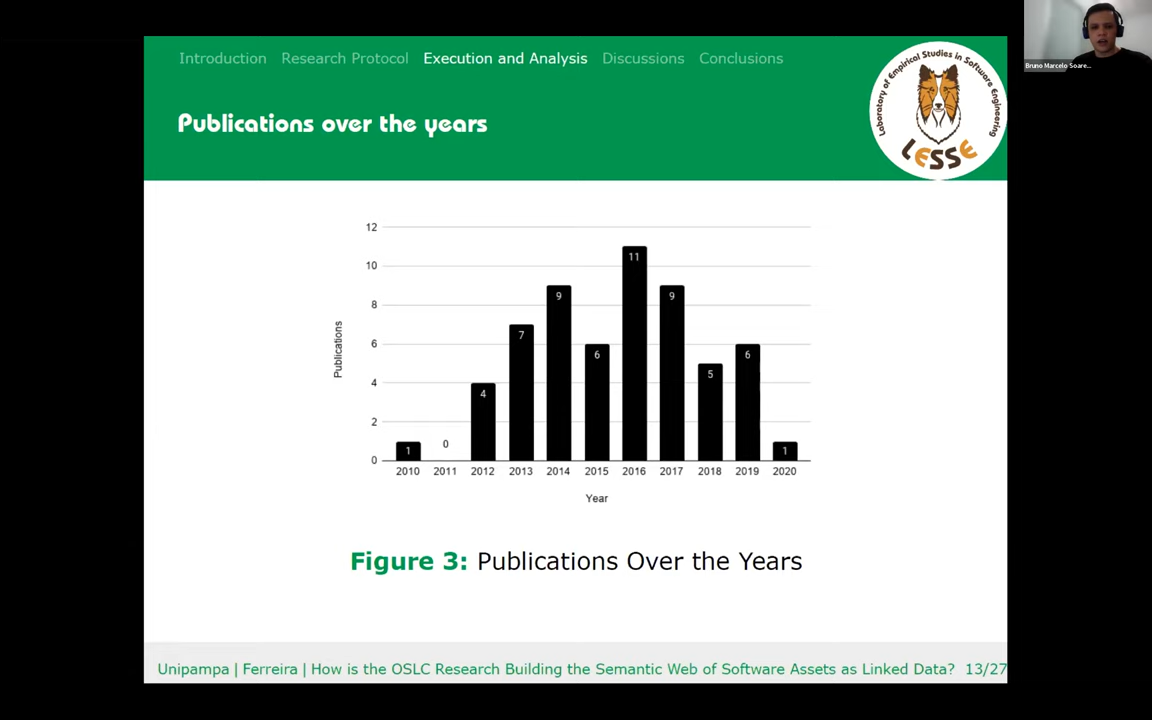 Bruno Marcelo Soare...
Introduction Research Protocol Execution and Analysis Discussions Conclusions
Laboratory of Empirical Studies in Software Engineering
LESSE
Publications over the years
12
10
8
6
4
2
0
Publications
1
0
4
7
9
6
11
9
5
6
1
2010 2011 2012 2013 2014 2015 2016 2017 2018 2019 2020
Year
Figure 3: Publications Over the Years
Unipampa | Ferreira | How is the OSLC Research Building the Semantic Web of Software Assets as Linked Data? 13/27